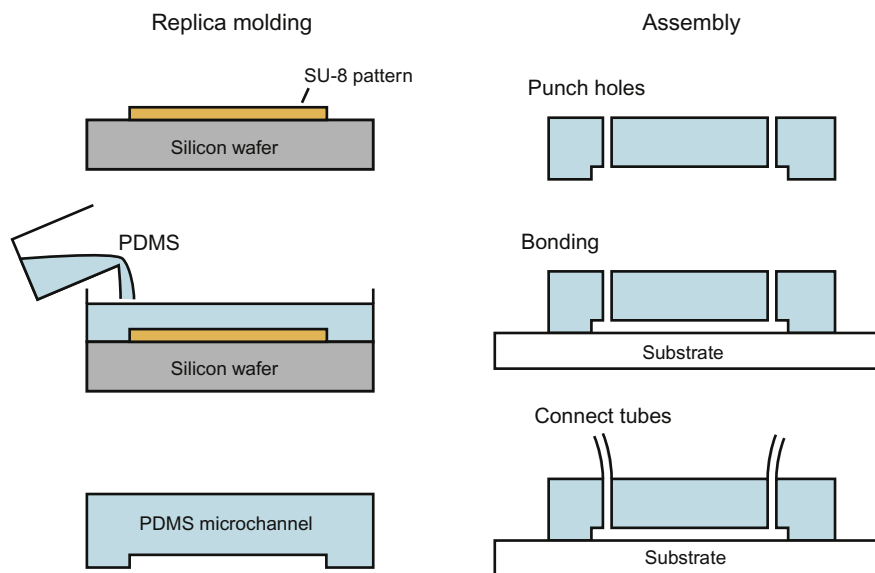 Replica molding
SU-8 pattern
Silicon wafer
PDMS
Silicon wafer
PDMS microchannel
Assembly
Punch holes
Bonding
Substrate
Connect tubes
Substrate